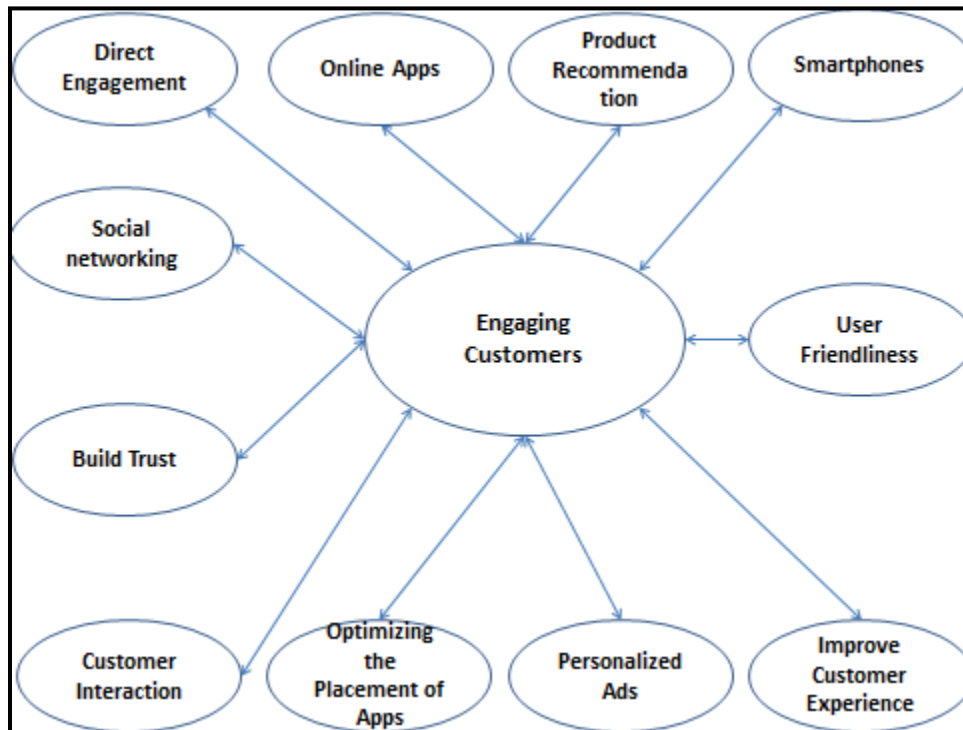 Direct
Engagement
Online Apps
Product
Recommenda
tion
Smartphones
Social
networking
Engaging
Customers
User
Friendliness
Build Trust
Customer
Interaction
Optimizing
the
Placement of
Apps
Personalized
Ads
Improve
Customer
Experience